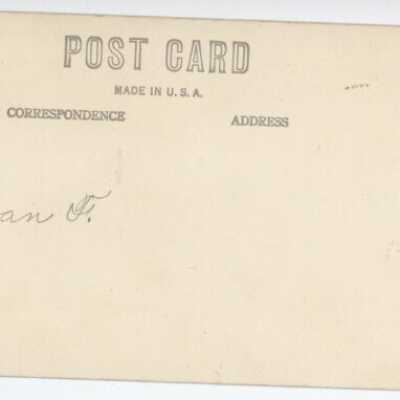 POST CARD
MADE IN U.S.A.
CORRESPONDENCE ADDRESS
an F.